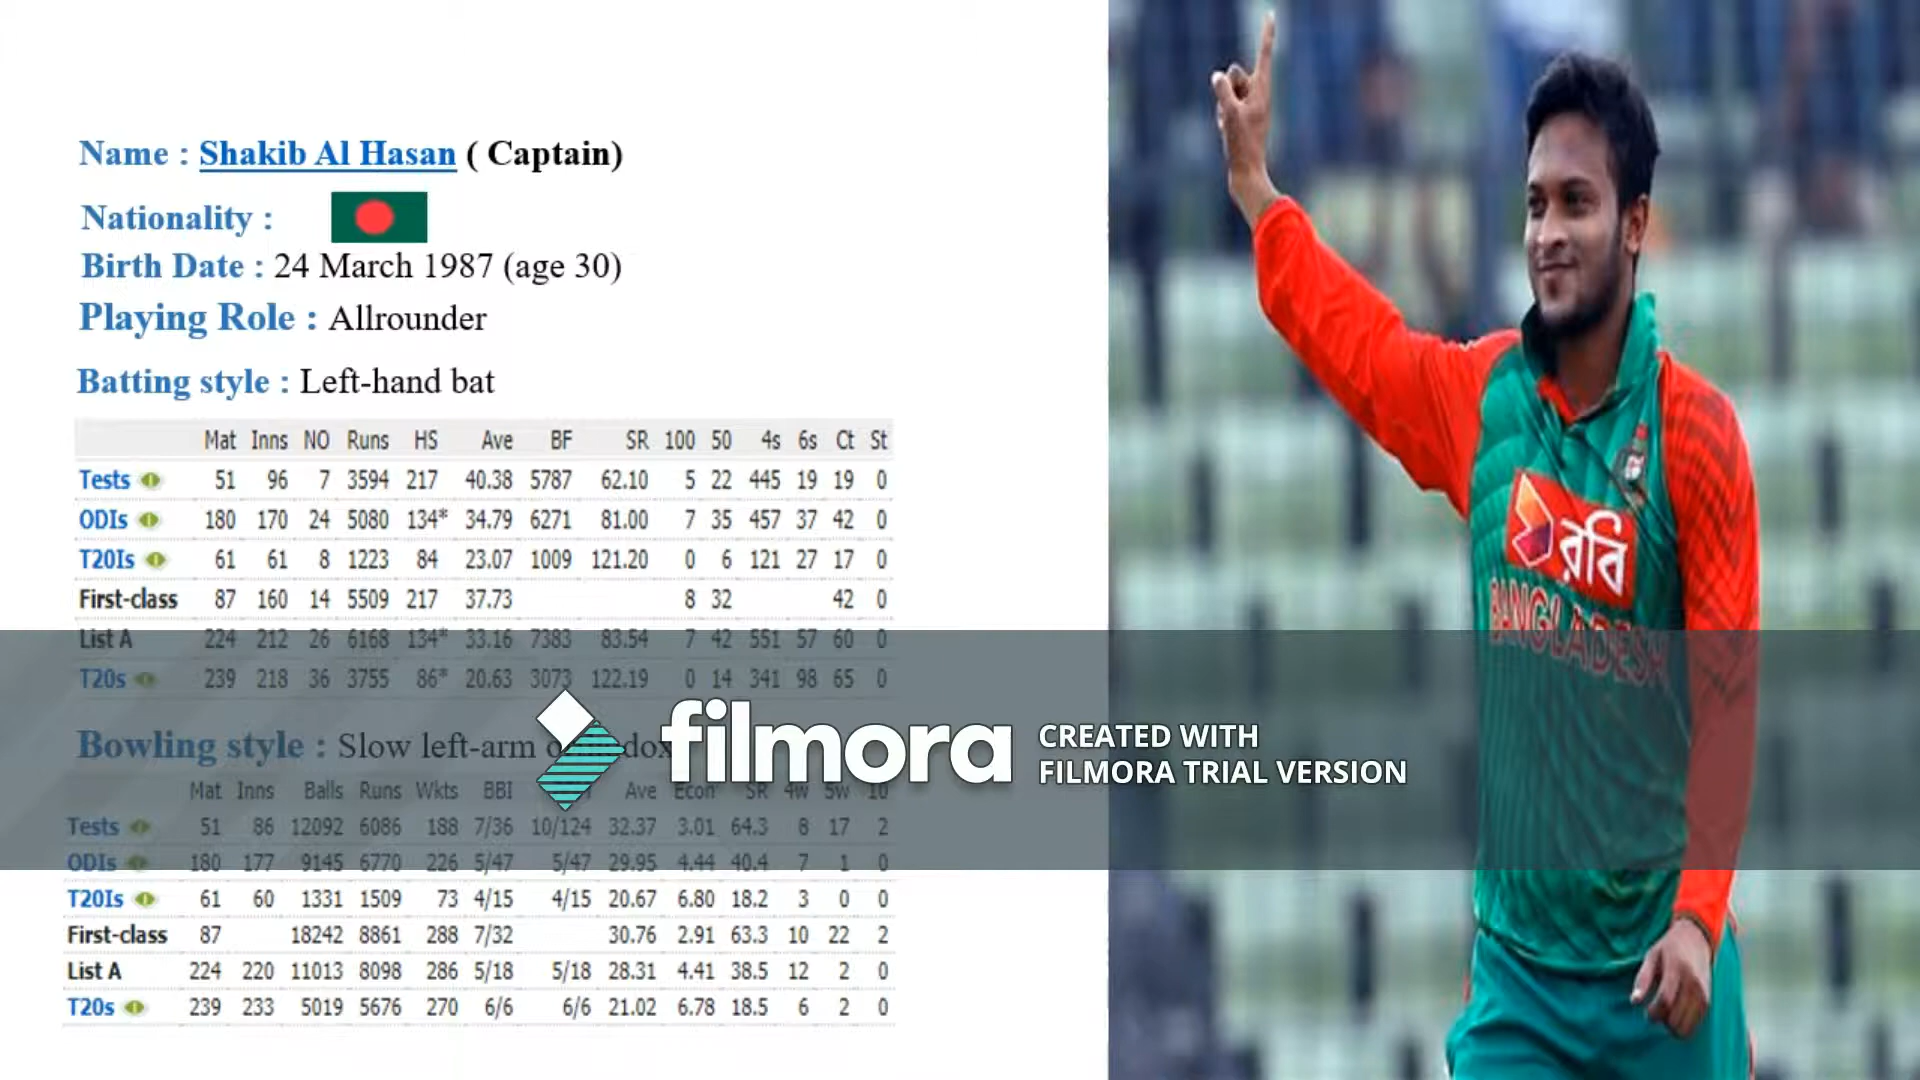 Name : Shakib Al Hasan ( Captain)
Nationality :
Birth Date : 24 March 1987 (age 30)
Playing Role : Allrounder
Batting style : Left-hand bat
Mat Inns NO Runs HS Ave BF SR 100 50 4s 6s Ct St
Tests 51 96 7 3594 217 40.38 5787 62.10 5 22 445 19 19 0
ODIs 180 170 24 5080 134* 34.79 6271 81.00 7 35 457 37 42 0
T20Is 61 61 8 1223 84 23.07 1009 121.20 0 6 121 27 17 0
First-class 87 160 14 5509 217 37.73 8 32 42 0
List A 224 212 26 6168 134* 33.16 7383 83.54 7 42 551 57 60 0
T20s 239 218 36 3755 86* 20.63 3073 122.19 0 14 341 98 65 0
Bowling style : Slow left-arm
Mat Inns Balls Runs Wkts BBI Ave Econ SR 4w 5w 10
Tests 51 86 12092 6086 188 7/36 10/124 32.37 3.01 64.3 8 17 2
ODIs 180 177 9145 6770 226 5/47 5/47 29.95 4.44 40.4 7 1 0
T20Is 61 60 1331 1509 73 4/15 4/15 20.67 6.80 18.2 3 0 0
First-class 87 18242 8861 288 7/32 30.76 2.91 63.3 10 22 2
List A 224 220 11013 8098 286 5/18 5/18 28.31 4.41 38.5 12 2 0
T20s 239 233 5019 5676 270 6/6 6/6 21.02 6.78 18.5 6 2 0
filmora
CREATED WITH
FILMORA TRIAL VERSION
রবি
BANGLADESH